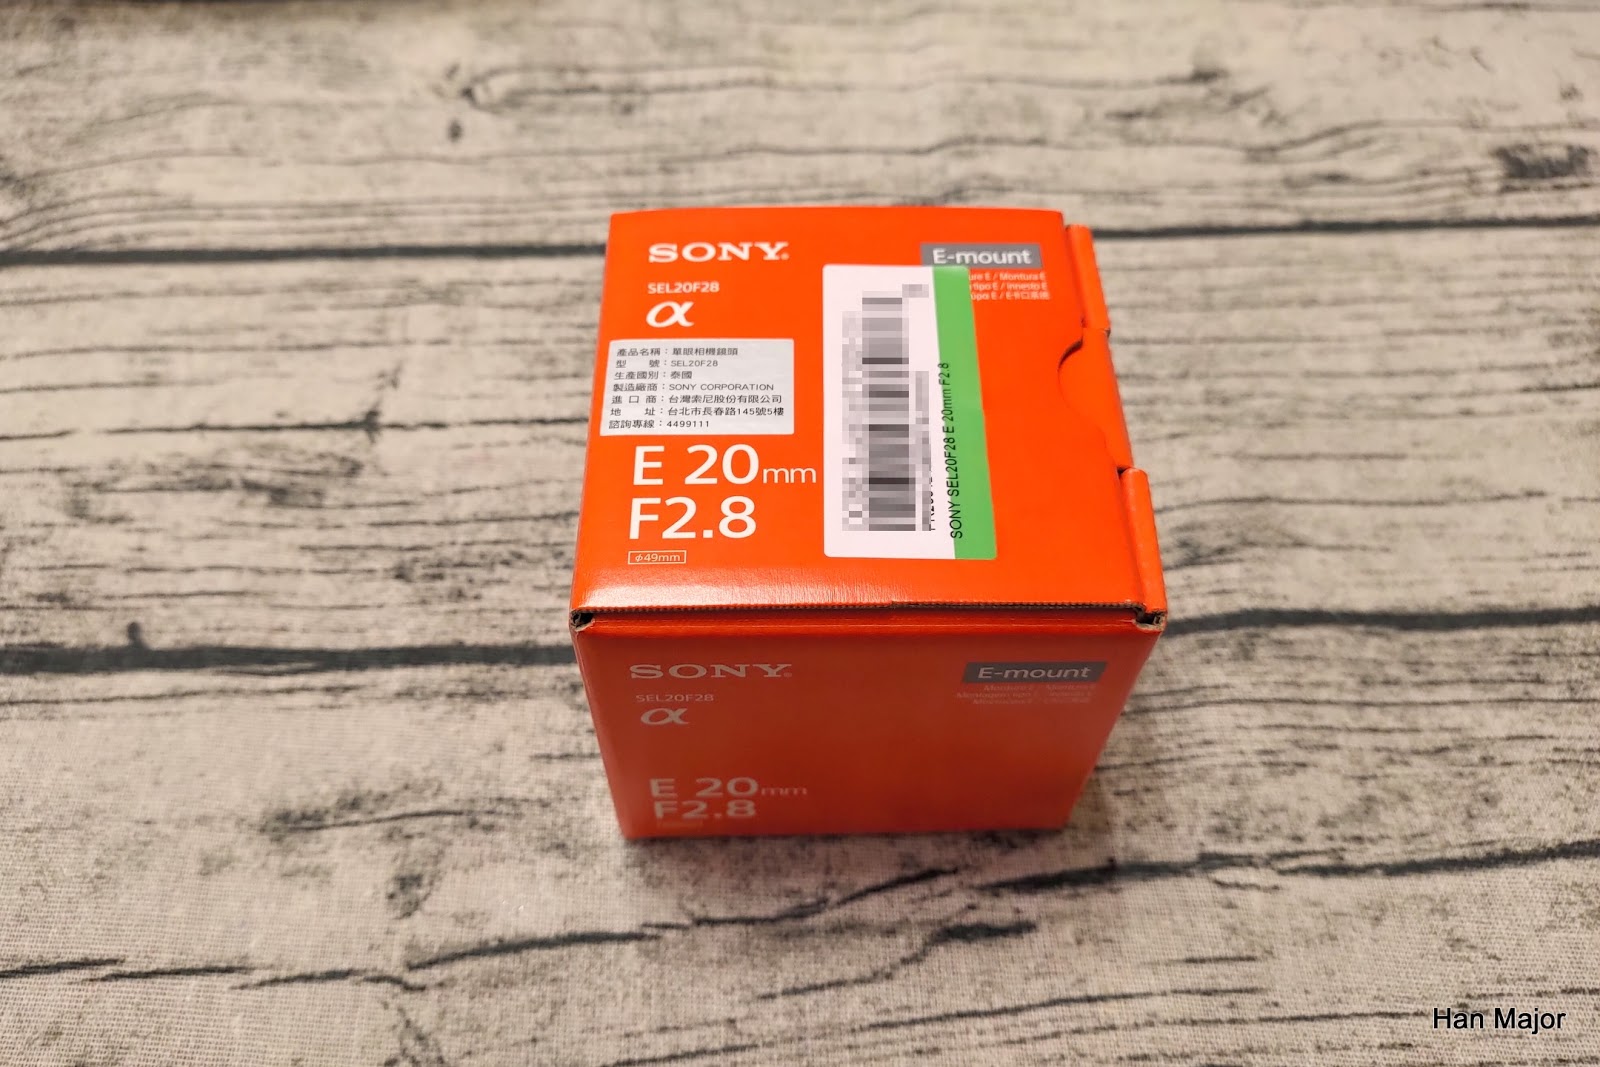 SONY
SEL20F28
α
E-mount
產品名稱：單眼相機鏡頭
型　　號：SEL20F28
生產國別：泰國
製造廠商：SONY CORPORATION
進 口 商：台灣索尼股份有限公司
地　　址：台北市長春路145號5樓
諮詢專線：4499111
E 20mm
F2.8
ϕ49mm
SONY SEL20F28 E 20mm F2.8
SONY
SEL20F28
α
E-mount
E 20mm
F2.8
Han Major